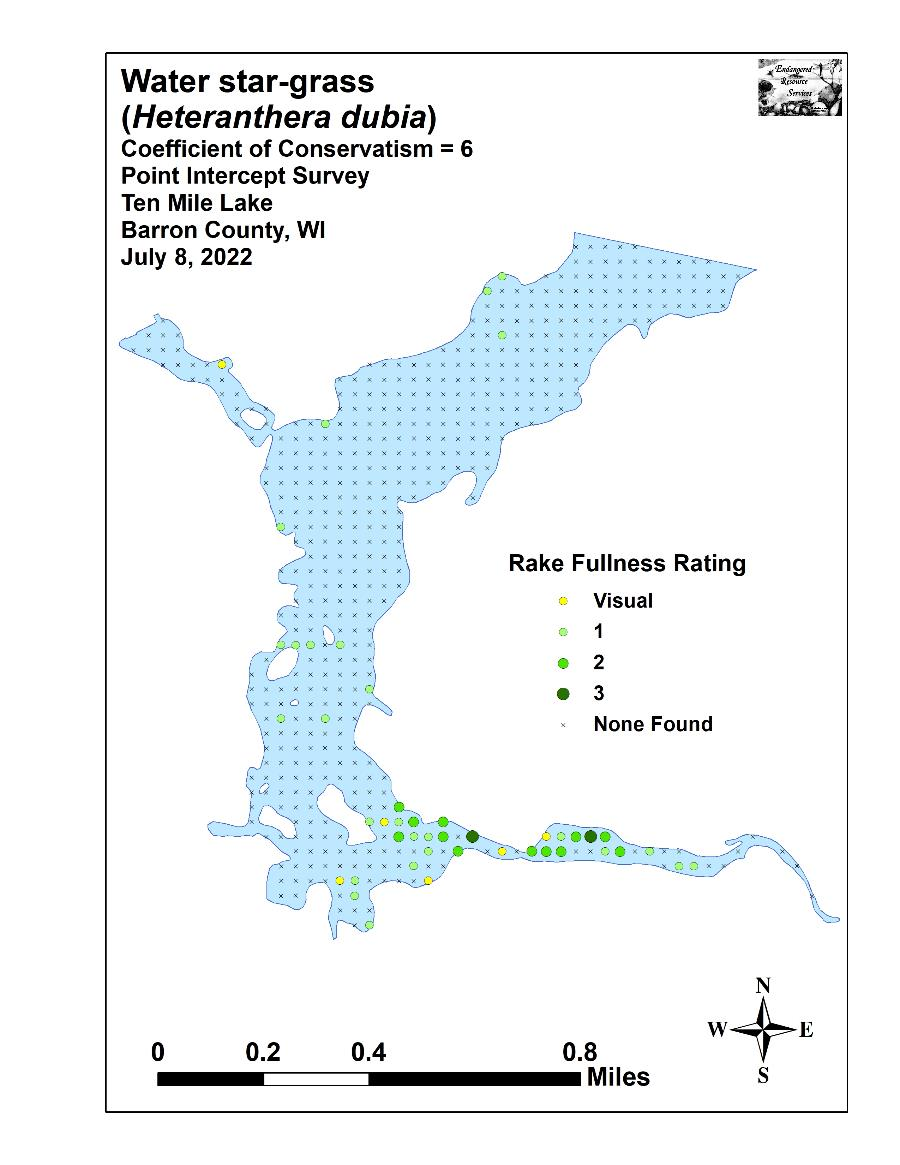 Water star-grass
(Heteranthera dubia)
Coefficient of Conservatism = 6
Point Intercept Survey
Ten Mile Lake
Barron County, WI
July 8, 2022
Endangered
Resource
Services
Rake Fullness Rating
Visual
1
2
3
None Found
N
W E
S
0 0.2 0.4 0.8
Miles